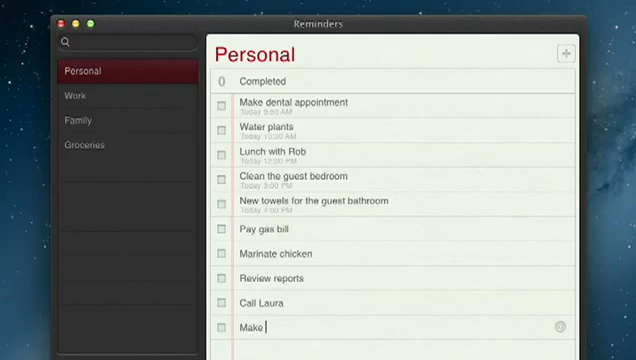 Reminders
Personal
Work
Family
Groceries
Personal
0 Completed
Make dental appointment
Today 9:50 AM
Water plants
Today 10:00 AM
Lunch with Rob
Today 12:00 PM
Clean the guest bedroom
Today 3:00 PM
New towels for the guest bathroom
Today 4:00 PM
Pay gas bill
Marinate chicken
Review reports
Call Laura
Make